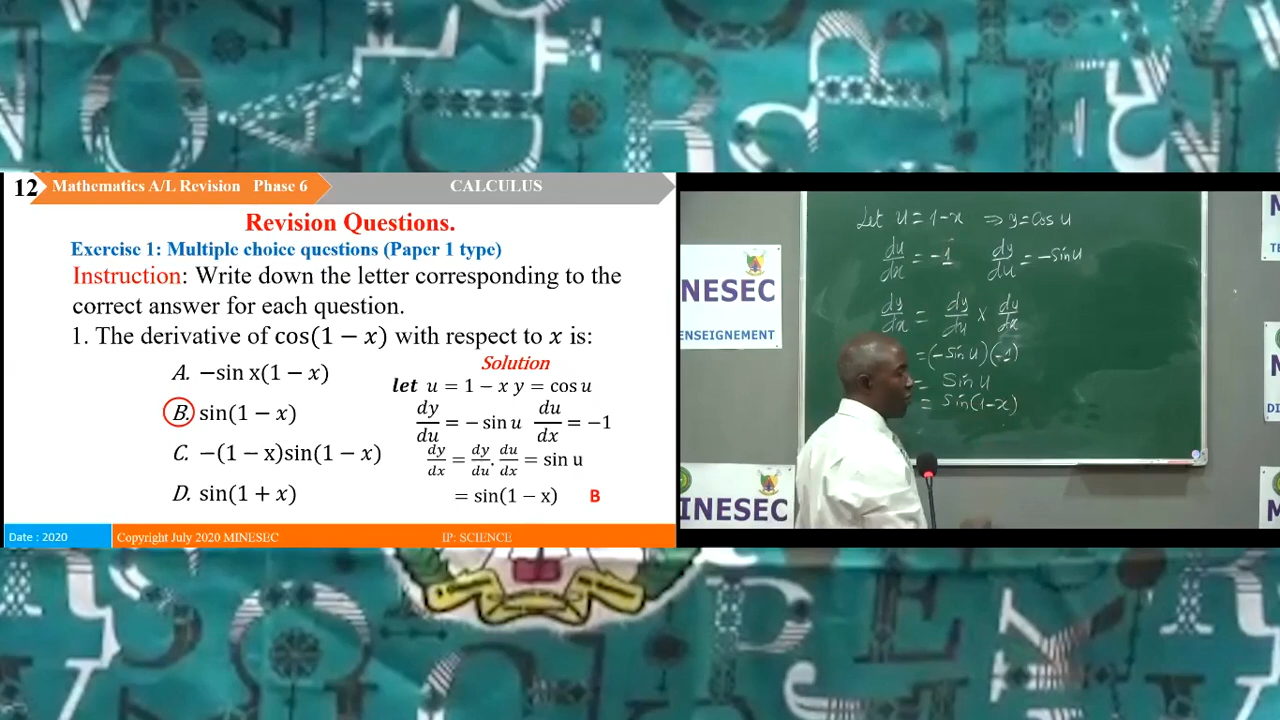 12 Mathematics A/L Revision Phase 6 CALCULUS
Revision Questions.
Exercise 1: Multiple choice questions (Paper 1 type)
Instruction: Write down the letter corresponding to the
correct answer for each question.
1. The derivative of cos(1 − x) with respect to x is:
A. −sin x(1 − x)
B. sin(1 − x)
C. −(1 − x)sin(1 − x)
D. sin(1 + x)
Solution
let u = 1 − x y = cos u
dy/du = − sin u du/dx = −1
dy/dx = dy/du . du/dx = sin u
= sin(1 − x) B
Date : 2020 Copyright July 2020 MINESEC IP: SCIENCE
Let u = 1-x ⇒ y = Cos u
du/dx = -1 dy/du = -sin u
dy/dx = dy/du × du/dx
= (-sin u)(-1)
= Sin u
= Sin(1-x)
NESEC
ENSEIGNEMENT
MINESEC
M
TE
M
DI
M